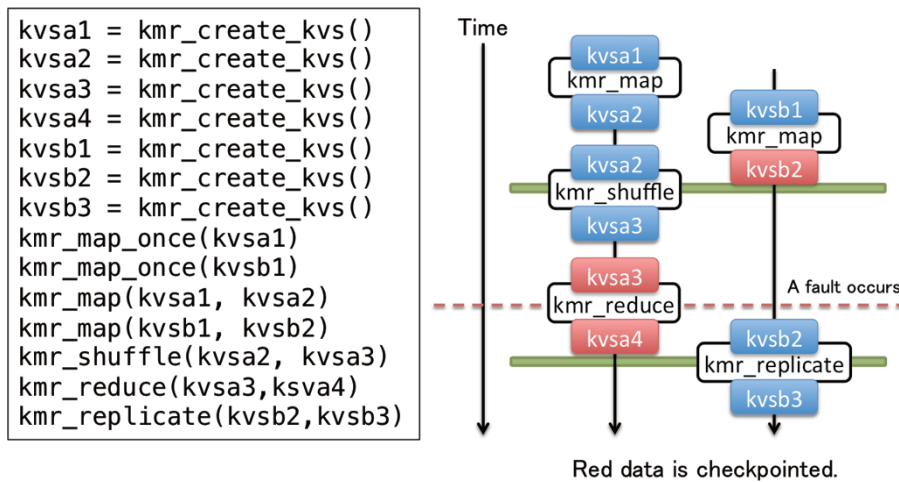 kvsa1 = kmr_create_kvs()
kvsa2 = kmr_create_kvs()
kvsa3 = kmr_create_kvs()
kvsa4 = kmr_create_kvs()
kvsb1 = kmr_create_kvs()
kvsb2 = kmr_create_kvs()
kvsb3 = kmr_create_kvs()
kmr_map_once(kvsa1)
kmr_map_once(kvsb1)
kmr_map(kvsa1, kvsa2)
kmr_map(kvsb1, kvsb2)
kmr_shuffle(kvsa2, kvsa3)
kmr_reduce(kvsa3,ksva4)
kmr_replicate(kvsb2,kvsb3)
Time
kvsa1
kmr_map
kvsa2
kvsa2
kmr_shuffle
kvsa3
kvsa3
kmr_reduce
kvsa4
kvsb1
kmr_map
kvsb2
A fault occurs
kvsb2
kmr_replicate
kvsb3
Red data is checkpointed.